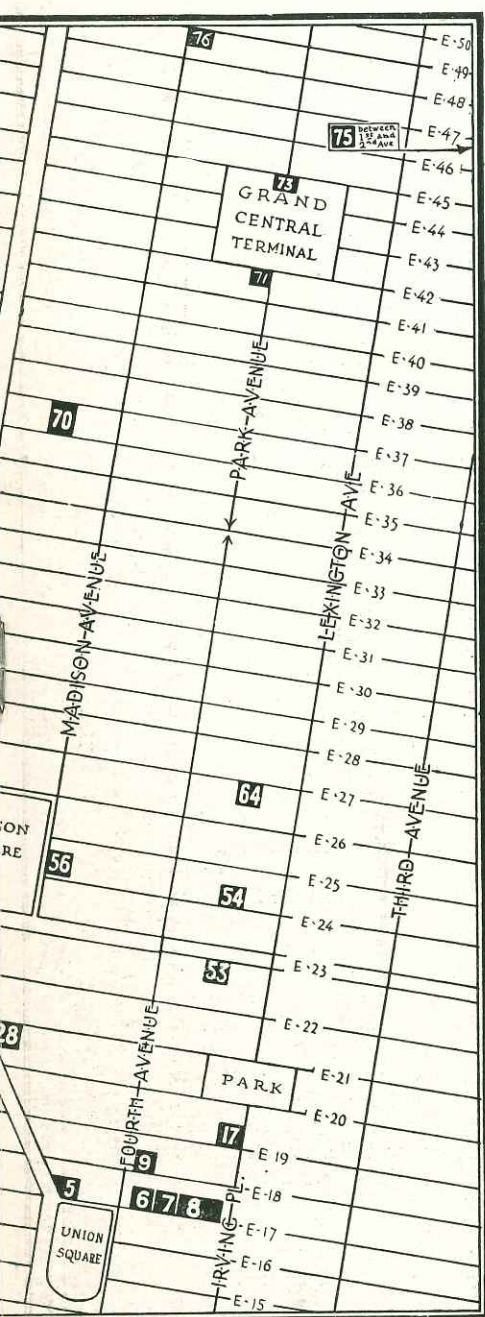 76
E·50
E·49
E·48
E·47
75 between
1st and
2nd Ave
E·46
73
GRAND
CENTRAL
TERMINAL
E·45
E·44
E·43
71
E·42
E·41
E·40
E·39
PARK-AVENUE
70
E·38
E·37
E·36
E·35
LEXINGTON-AVE
E·34
E·33
E·32
MADISON-AVENUE
E·31
E·30
E·29
E·28
64
E·27
THIRD-AVENUE
SON
RE
E·26
56
E·25
54
E·24
53
E·23
FOURTH-AVENUE
E·22
28
PARK
E·21
E·20
17
E 19
9
5
6 7 8
E-18
IRVING-PL.
E-17
UNION
SQUARE
E-16
E-15